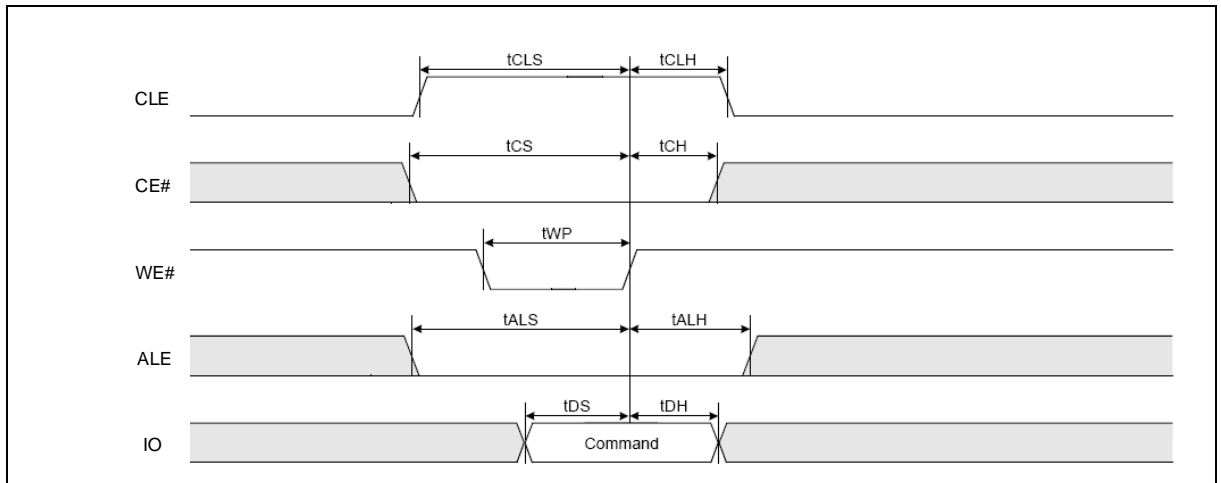 tCLS tCLH
CLE
tCS tCH
CE#
tWP
WE#
tALS tALH
ALE
tDS tDH
IO Command